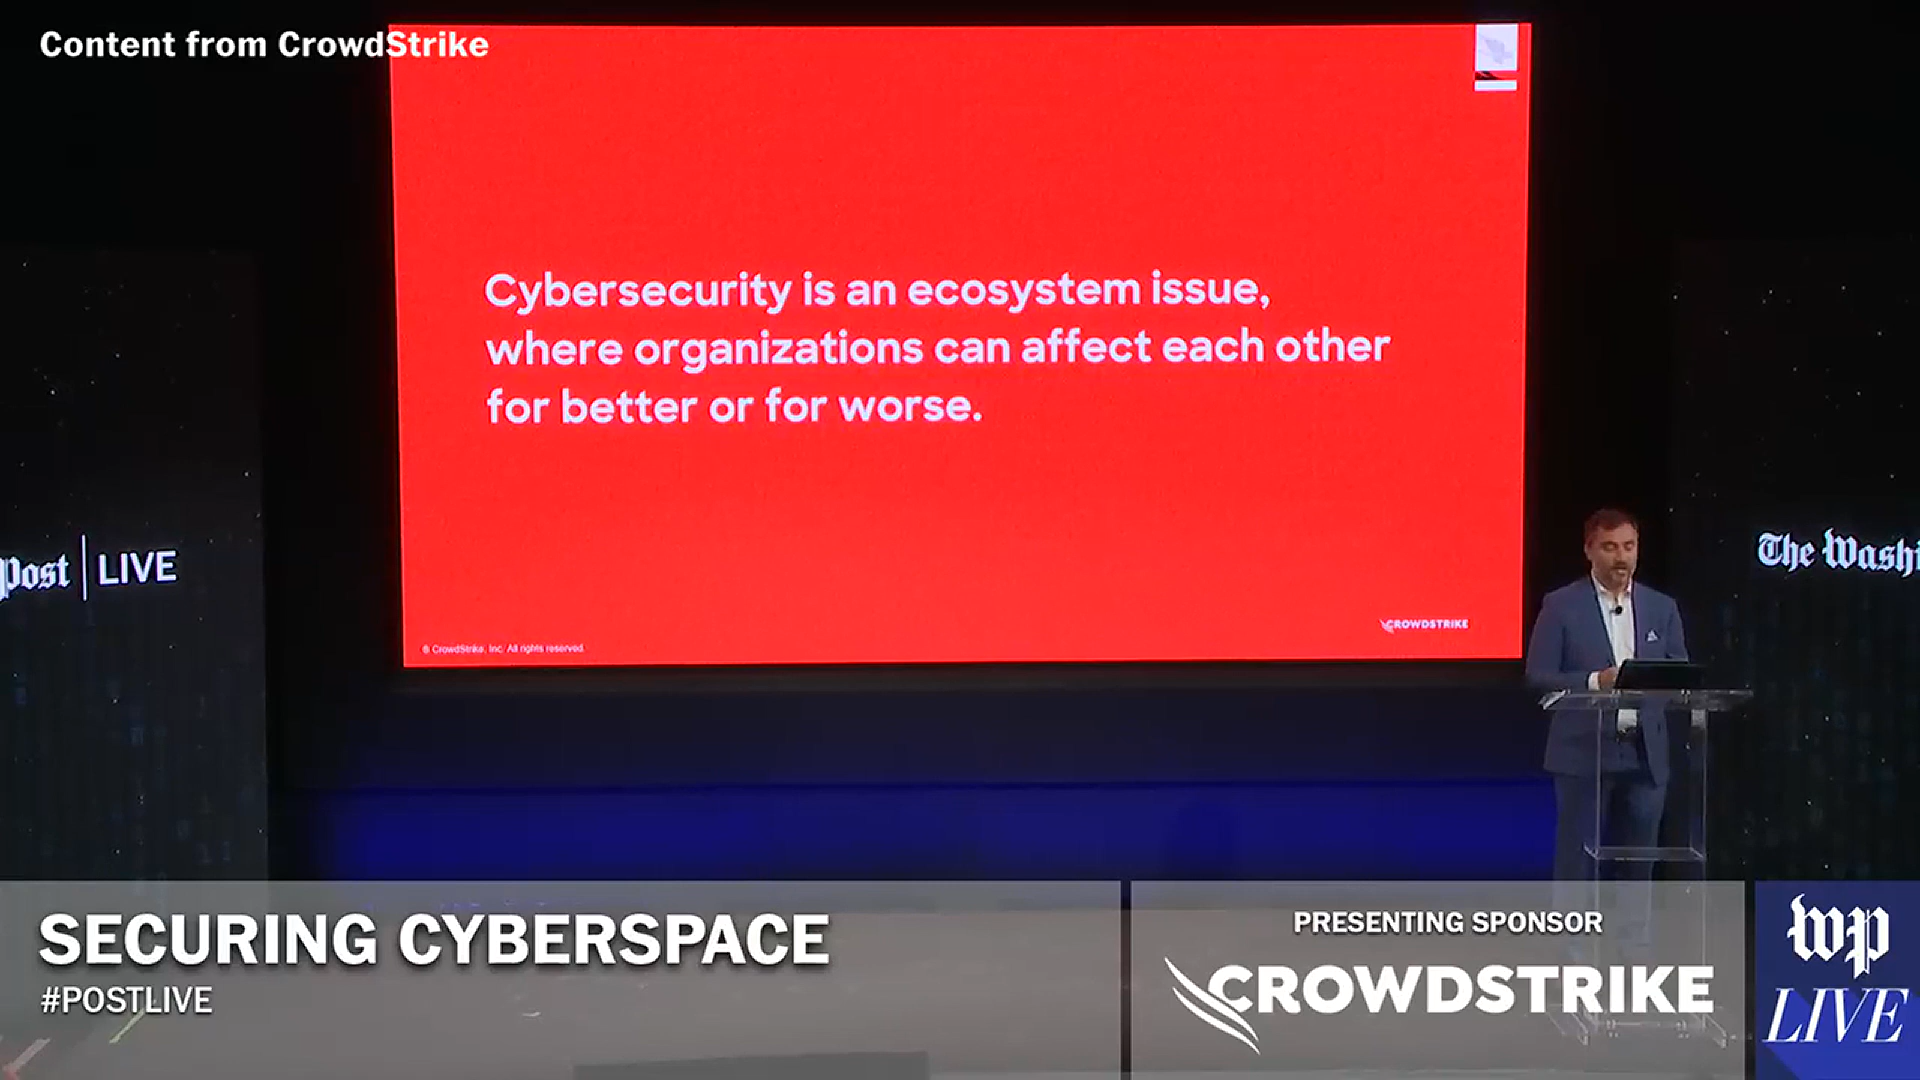 Content from CrowdStrike
Cybersecurity is an ecosystem issue,
where organizations can affect each other
for better or for worse.
Post | LIVE
The Washi
CROWDSTRIKE
© CrowdStrike, Inc. All rights reserved.
SECURING CYBERSPACE
#POSTLIVE
PRESENTING SPONSOR
CROWDSTRIKE
wp
LIVE